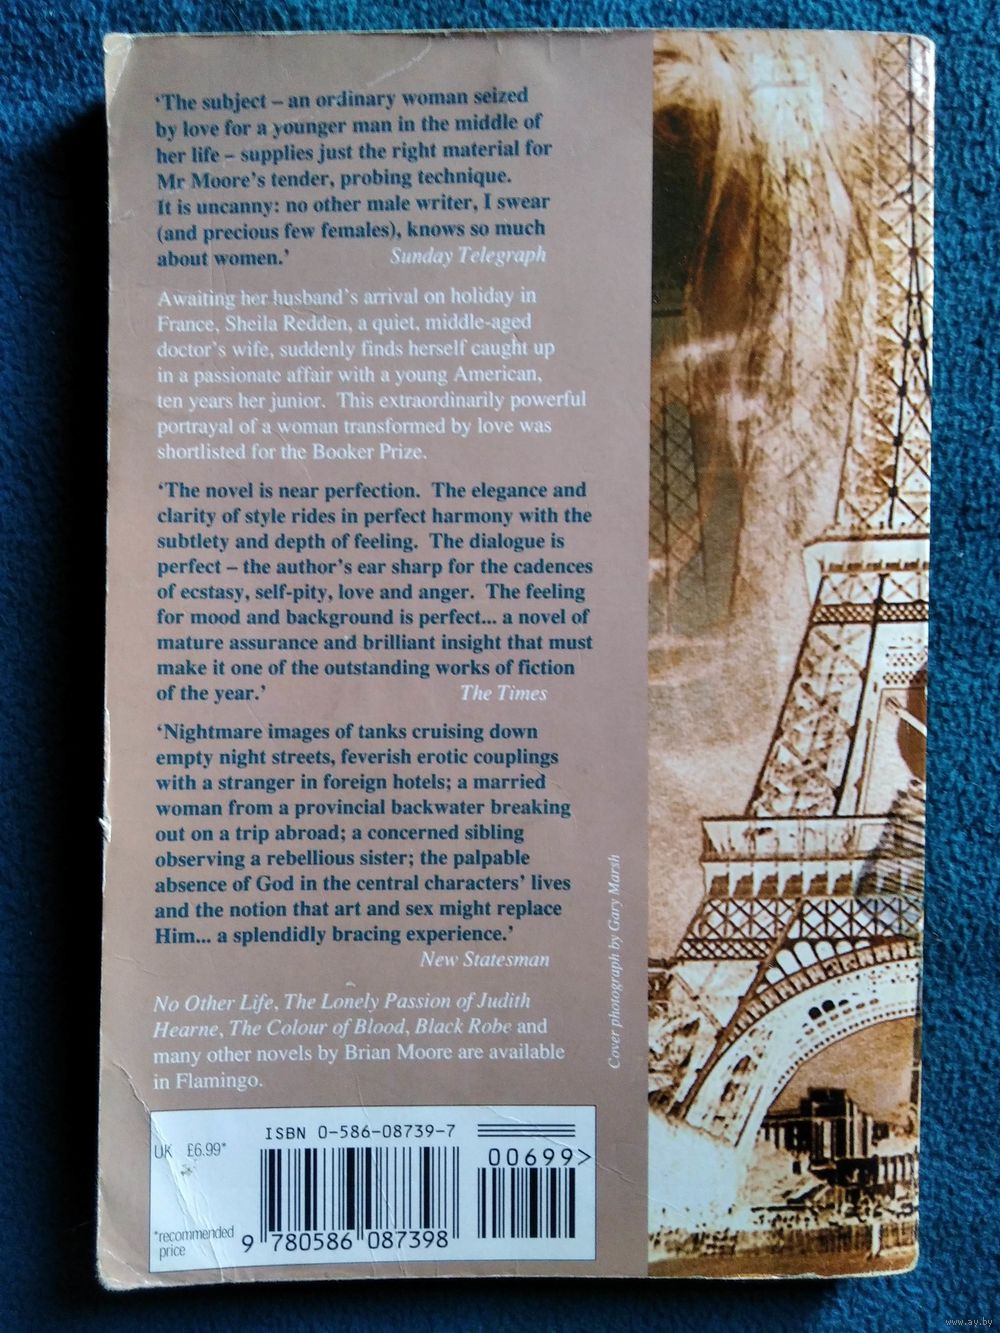 ‘The subject – an ordinary woman seized
by love for a younger man in the middle of
her life – supplies just the right material for
Mr Moore’s tender, probing technique.
It is uncanny: no other male writer, I swear
(and precious few females), knows so much
about women.’ Sunday Telegraph
Awaiting her husband’s arrival on holiday in
France, Sheila Redden, a quiet, middle-aged
doctor’s wife, suddenly finds herself caught up
in a passionate affair with a young American,
ten years her junior. This extraordinarily powerful
portrayal of a woman transformed by love was
shortlisted for the Booker Prize.
‘The novel is near perfection. The elegance and
clarity of style rides in perfect harmony with the
subtlety and depth of feeling. The dialogue is
perfect – the author’s ear sharp for the cadences
of ecstasy, self-pity, love and anger. The feeling
for mood and background is perfect... a novel of
mature assurance and brilliant insight that must
make it one of the outstanding works of fiction
of the year.’ The Times
‘Nightmare images of tanks cruising down
empty night streets, feverish erotic couplings
with a stranger in foreign hotels; a married
woman from a provincial backwater breaking
out on a trip abroad; a concerned sibling
observing a rebellious sister; the palpable
absence of God in the central characters’ lives
and the notion that art and sex might replace
Him... a splendidly bracing experience.’
New Statesman
No Other Life, The Lonely Passion of Judith
Hearne, The Colour of Blood, Black Robe and
many other novels by Brian Moore are available
in Flamingo.
Cover photograph by Gary Marsh
ISBN 0-586-08739-7
UK £6.99*
00699>
*recommended
price
9 780586 087398
www.ay.by